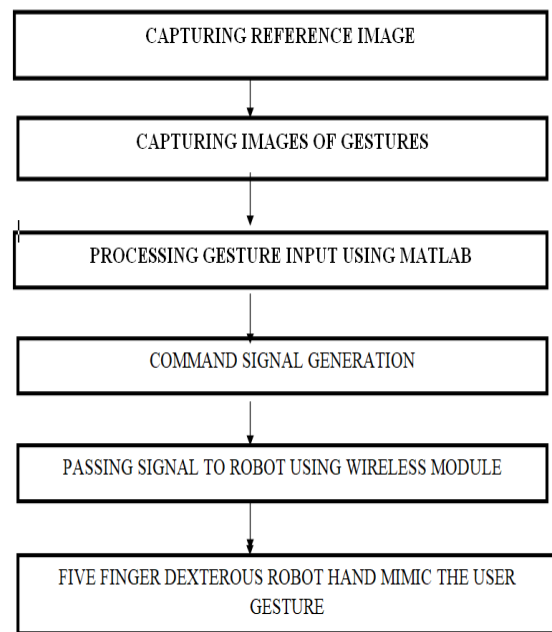 CAPTURING REFERENCE IMAGE
CAPTURING IMAGES OF GESTURES
PROCESSING GESTURE INPUT USING MATLAB
COMMAND SIGNAL GENERATION
PASSING SIGNAL TO ROBOT USING WIRELESS MODULE
FIVE FINGER DEXTEROUS ROBOT HAND MIMIC THE USER
GESTURE